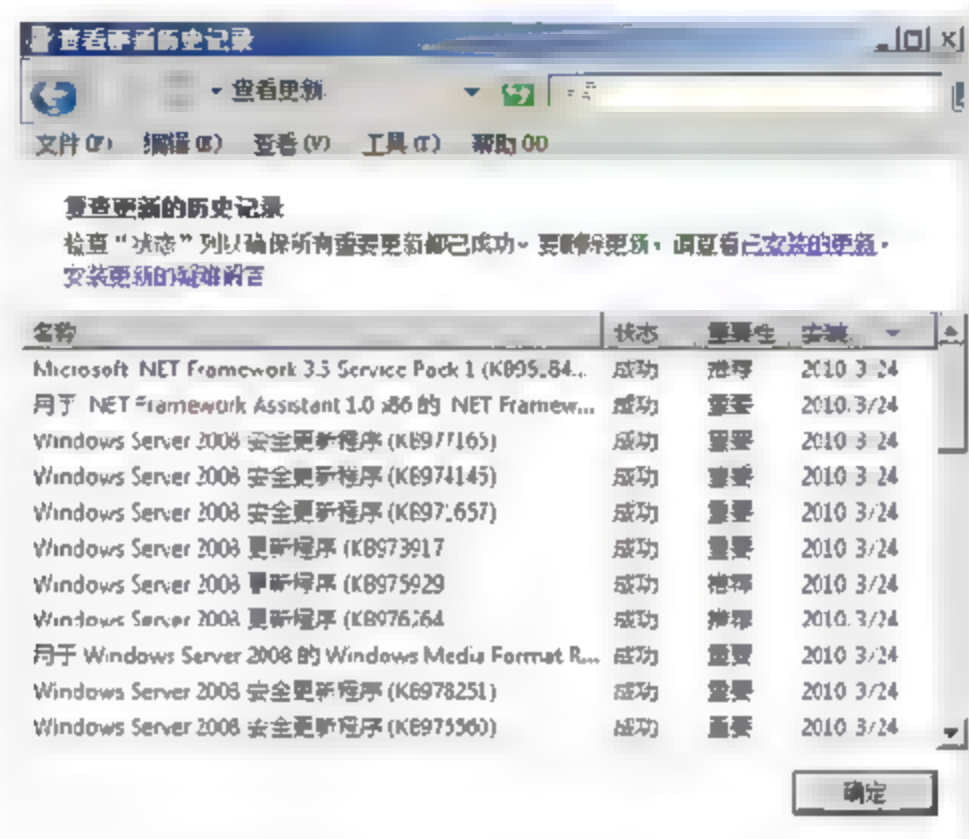 查看更新历史记录
查看更新
文件(F) 编辑(E) 查看(V) 工具(T) 帮助(H)
复查更新的历史记录
检查“状态”列以确保所有重要更新都已成功。要删除更新，请查看已安装的更新。
安装更新的疑难解答
名称 状态 重要性 安装
Microsoft .NET Framework 3.5 Service Pack 1 成功 推荐 2010/3/24
用于 .NET Framework Assistant 1.0 x86 的 .NET Framew... 成功 重要 2010/3/24
Windows Server 2008 安全更新程序 (KB977165) 成功 重要 2010/3/24
Windows Server 2008 安全更新程序 (KB974145) 成功 重要 2010/3/24
Windows Server 2008 安全更新程序 (KB971657) 成功 重要 2010/3/24
Windows Server 2008 更新程序 (KB973917 成功 重要 2010/3/24
Windows Server 2008 更新程序 (KB975929 成功 推荐 2010/3/24
Windows Server 2008 更新程序 成功 推荐 2010/3/24
用于 Windows Server 2008 的 Windows Media Format R... 成功 重要 2010/3/24
Windows Server 2008 安全更新程序 (KB978251) 成功 重要 2010/3/24
Windows Server 2008 安全更新程序 (KB975560) 成功 重要 2010/3/24
确定